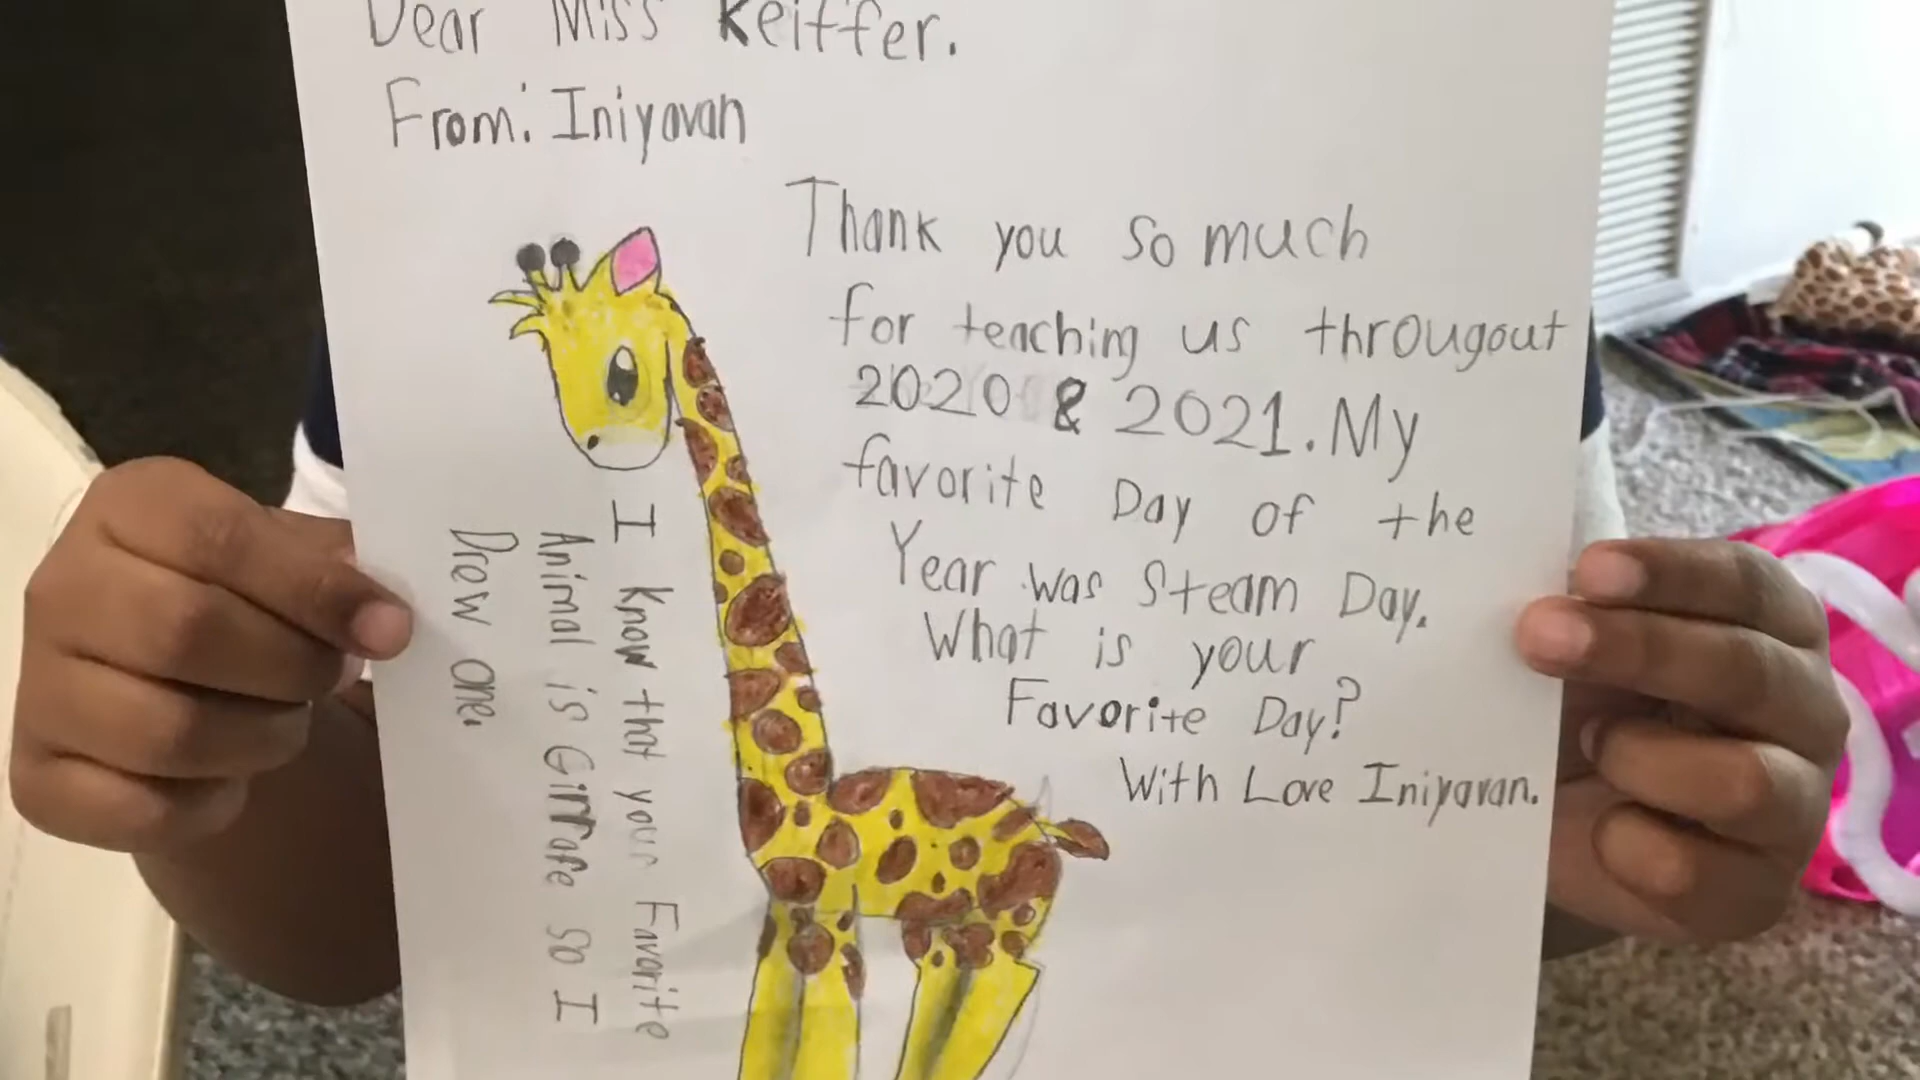 Dear Miss Keiffer.
From: Iniyavan
Thank you so much
for teaching us througout
2020 & 2021. My
favorite Day of the
Year was Steam Day.
What is your
Favorite Day?
With Love Iniyavan.
I know that your Favorite
Animal is Girrafe so I
Drew one.